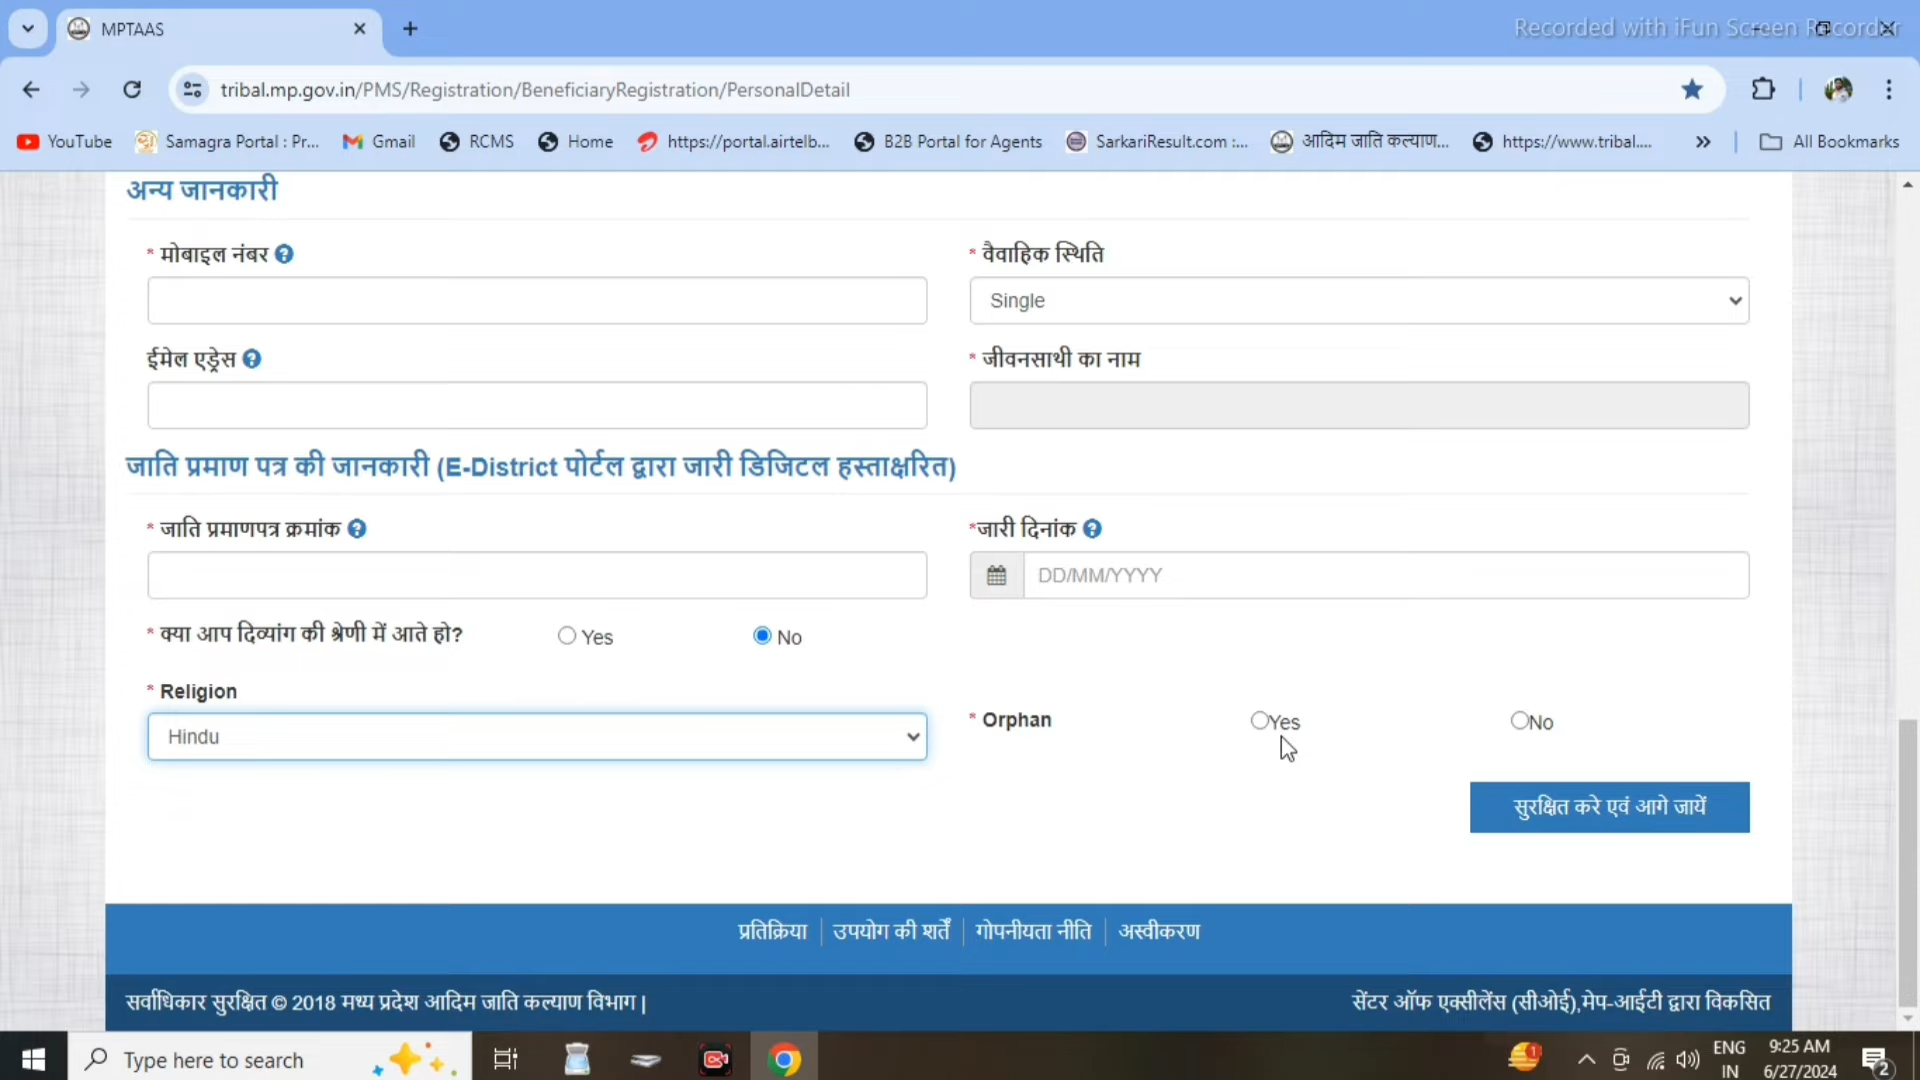 MPTAAS
Recorded with iFun Screen Recorder
tribal.mp.gov.in/PMS/Registration/BeneficiaryRegistration/PersonalDetail
YouTube Samagra Portal : Pr... Gmail RCMS Home https://portal.airtelb... B2B Portal for Agents SarkariResult.com :... आदिम जाति कल्याण... https://www.tribal.... » All Bookmarks
अन्य जानकारी
* मोबाइल नंबर ?
* वैवाहिक स्थिति
Single
ईमेल एड्रेस ?
* जीवनसाथी का नाम
जाति प्रमाण पत्र की जानकारी (E-District पोर्टल द्वारा जारी डिजिटल हस्ताक्षरित)
* जाति प्रमाणपत्र क्रमांक ?
*जारी दिनांक ?
DD/MM/YYYY
* क्या आप दिव्यांग की श्रेणी में आते हो? Yes No
* Religion
Hindu
* Orphan Yes No
सुरक्षित करे एवं आगे जायें
प्रतिक्रिया | उपयोग की शर्तें | गोपनीयता नीति | अस्वीकरण
सर्वाधिकार सुरक्षित © 2018 मध्य प्रदेश आदिम जाति कल्याण विभाग |
सेंटर ऑफ एक्सीलेंस (सीओई),मेप-आईटी द्वारा विकसित
Type here to search
1
ENG
IN
9:25 AM
6/27/2024
2